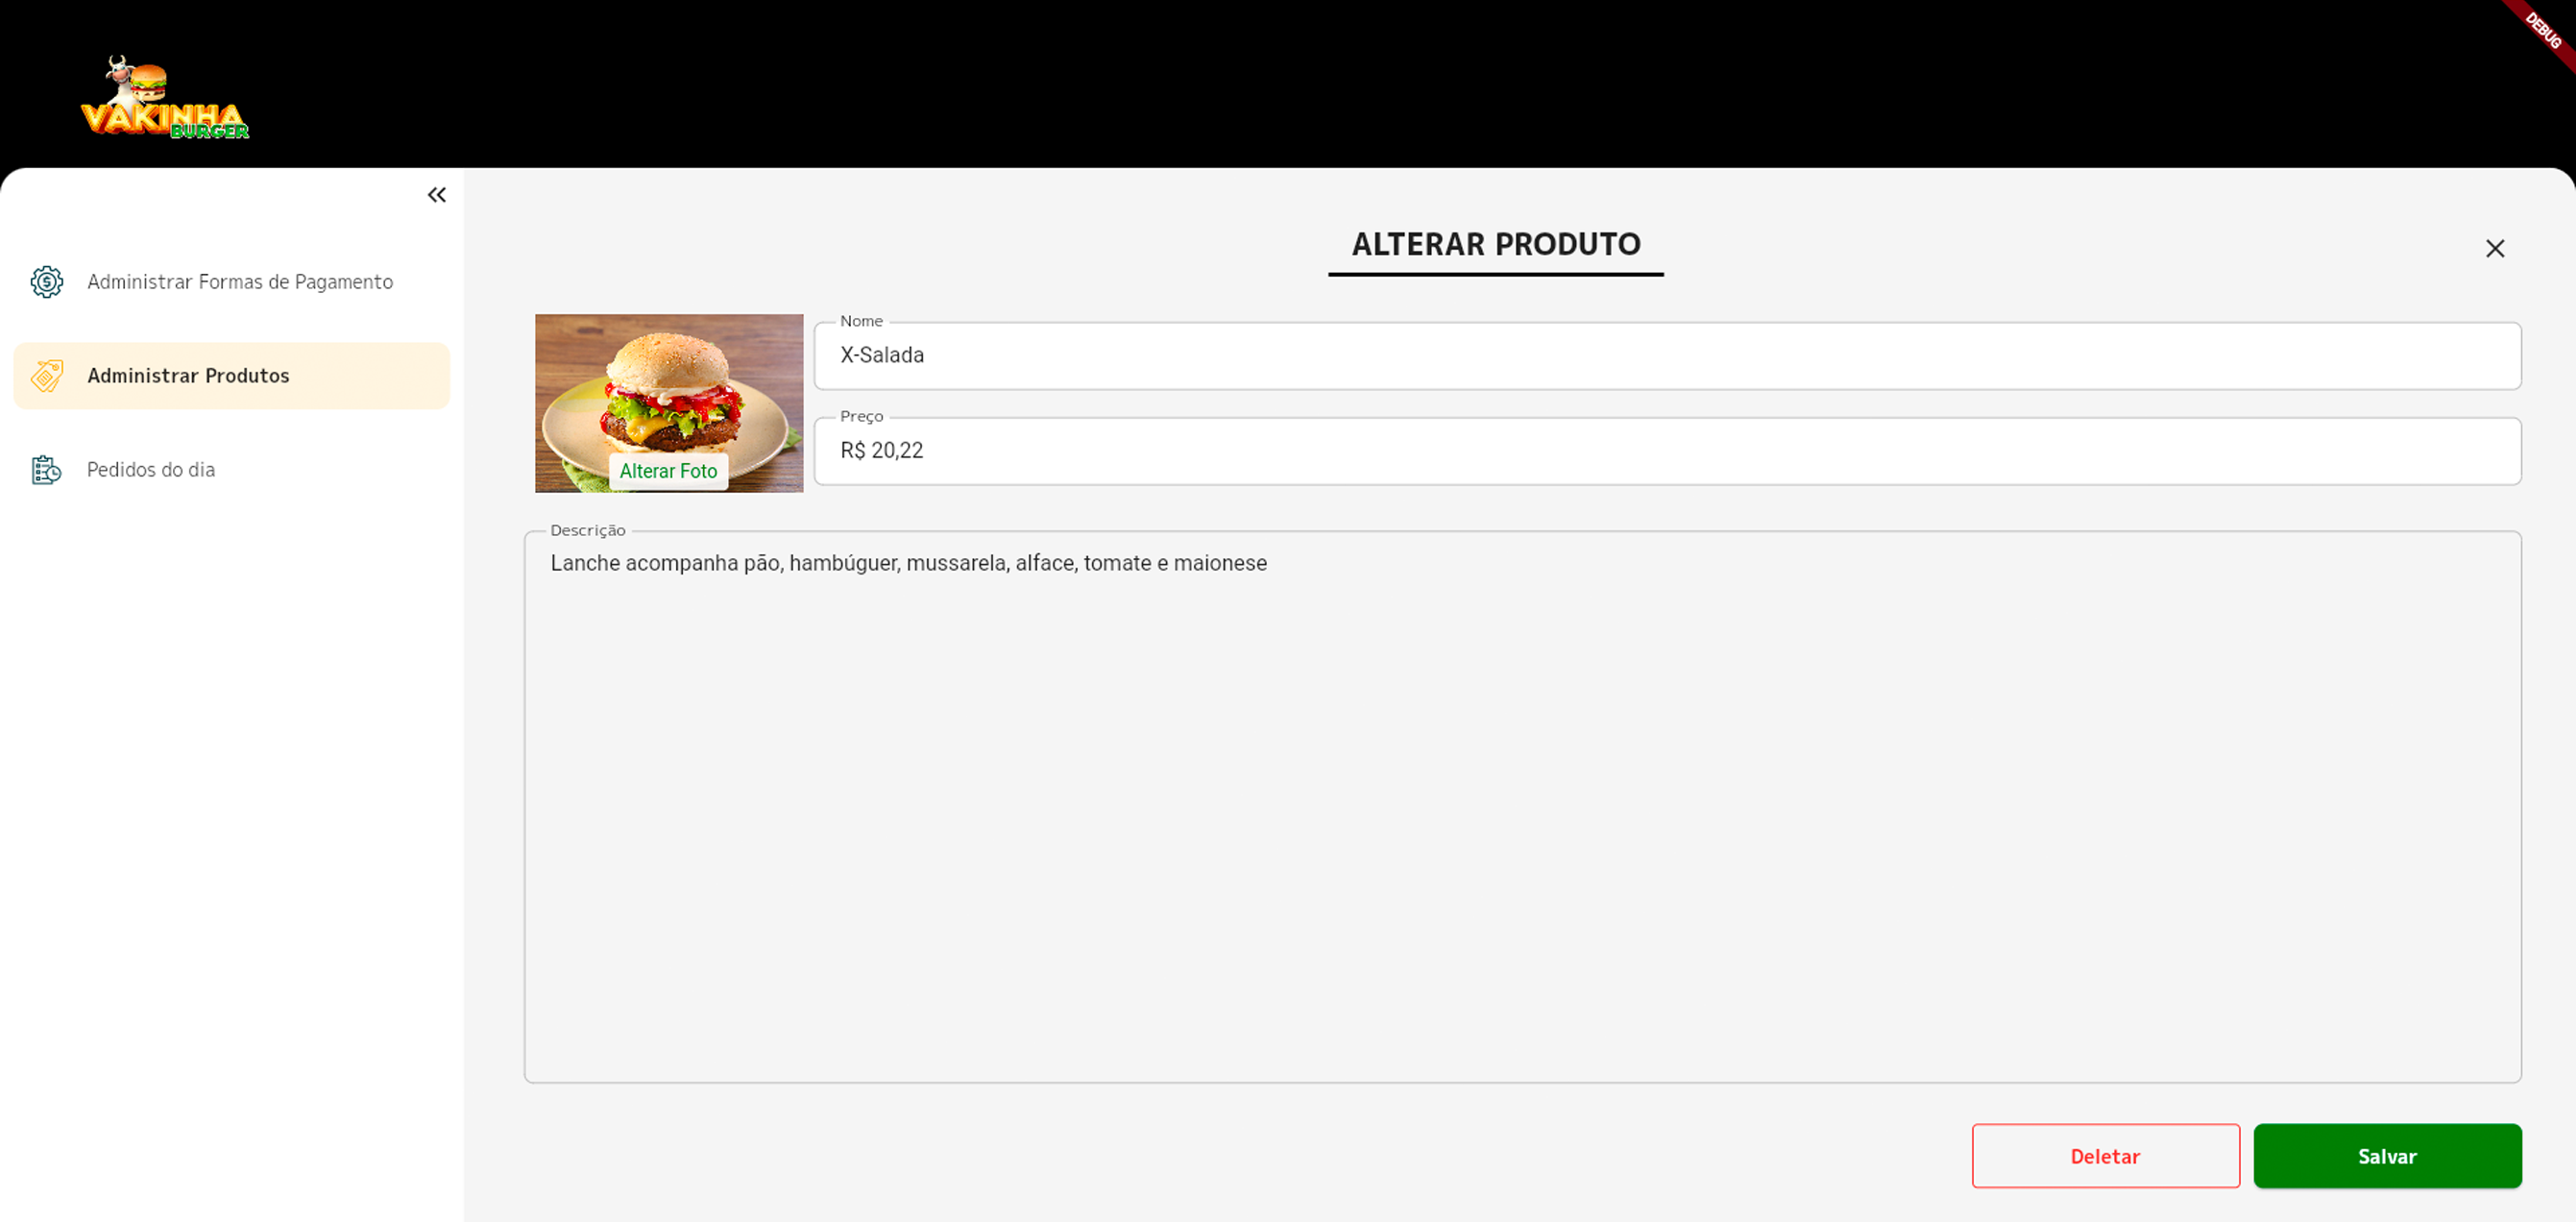 DEBUG
VAKINHA
BURGER
ALTERAR PRODUTO
Administrar Formas de Pagamento
Administrar Produtos
Pedidos do dia
Nome
X-Salada
Preço
R$ 20,22
Alterar Foto
Descrição
Lanche acompanha pão, hambúguer, mussarela, alface, tomate e maionese
Deletar
Salvar